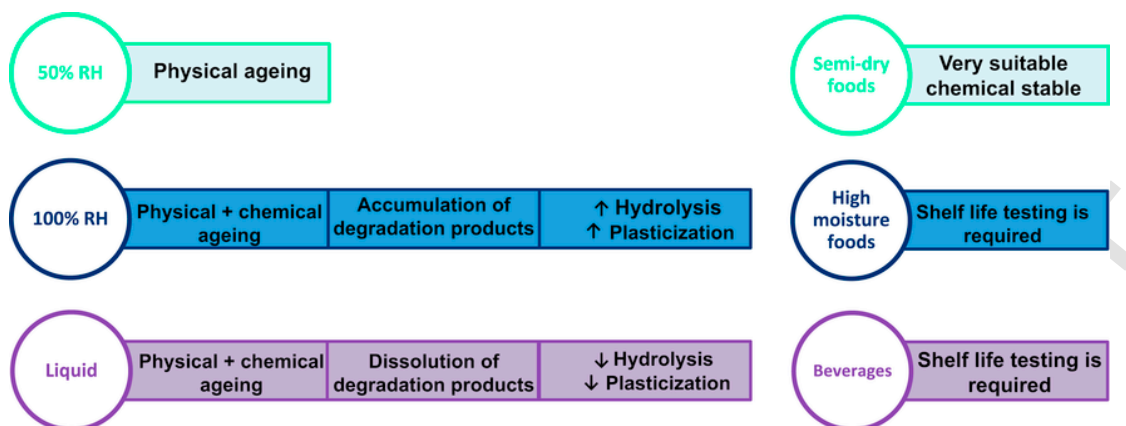 50% RH
Physical ageing
Semi-dry
foods
Very suitable
chemical stable
100% RH
Physical + chemical
ageing
Accumulation of
degradation products
↑ Hydrolysis
↑ Plasticization
High
moisture
foods
Shelf life testing is
required
Liquid
Physical + chemical
ageing
Dissolution of
degradation products
↓ Hydrolysis
↓ Plasticization
Beverages
Shelf life testing is
required